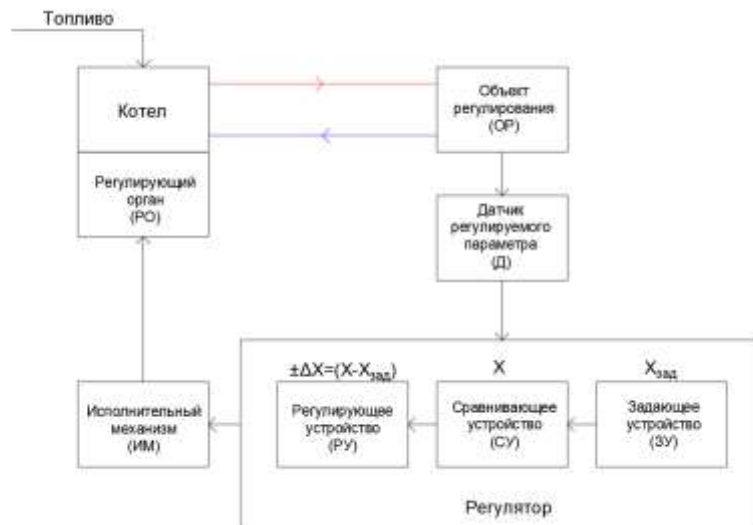 Топливо
Котел
Объект
регулирования
(ОР)
Регулирующий
орган
(РО)
Датчик
регулируемого
параметра
(Д)
±ΔX=(X-Xзад)
X
Xзад
Исполнительный
механизм
(ИМ)
Регулирующее
устройство
(РУ)
Сравнивающее
устройство
(СУ)
Задающее
устройство
(ЗУ)
Регулятор